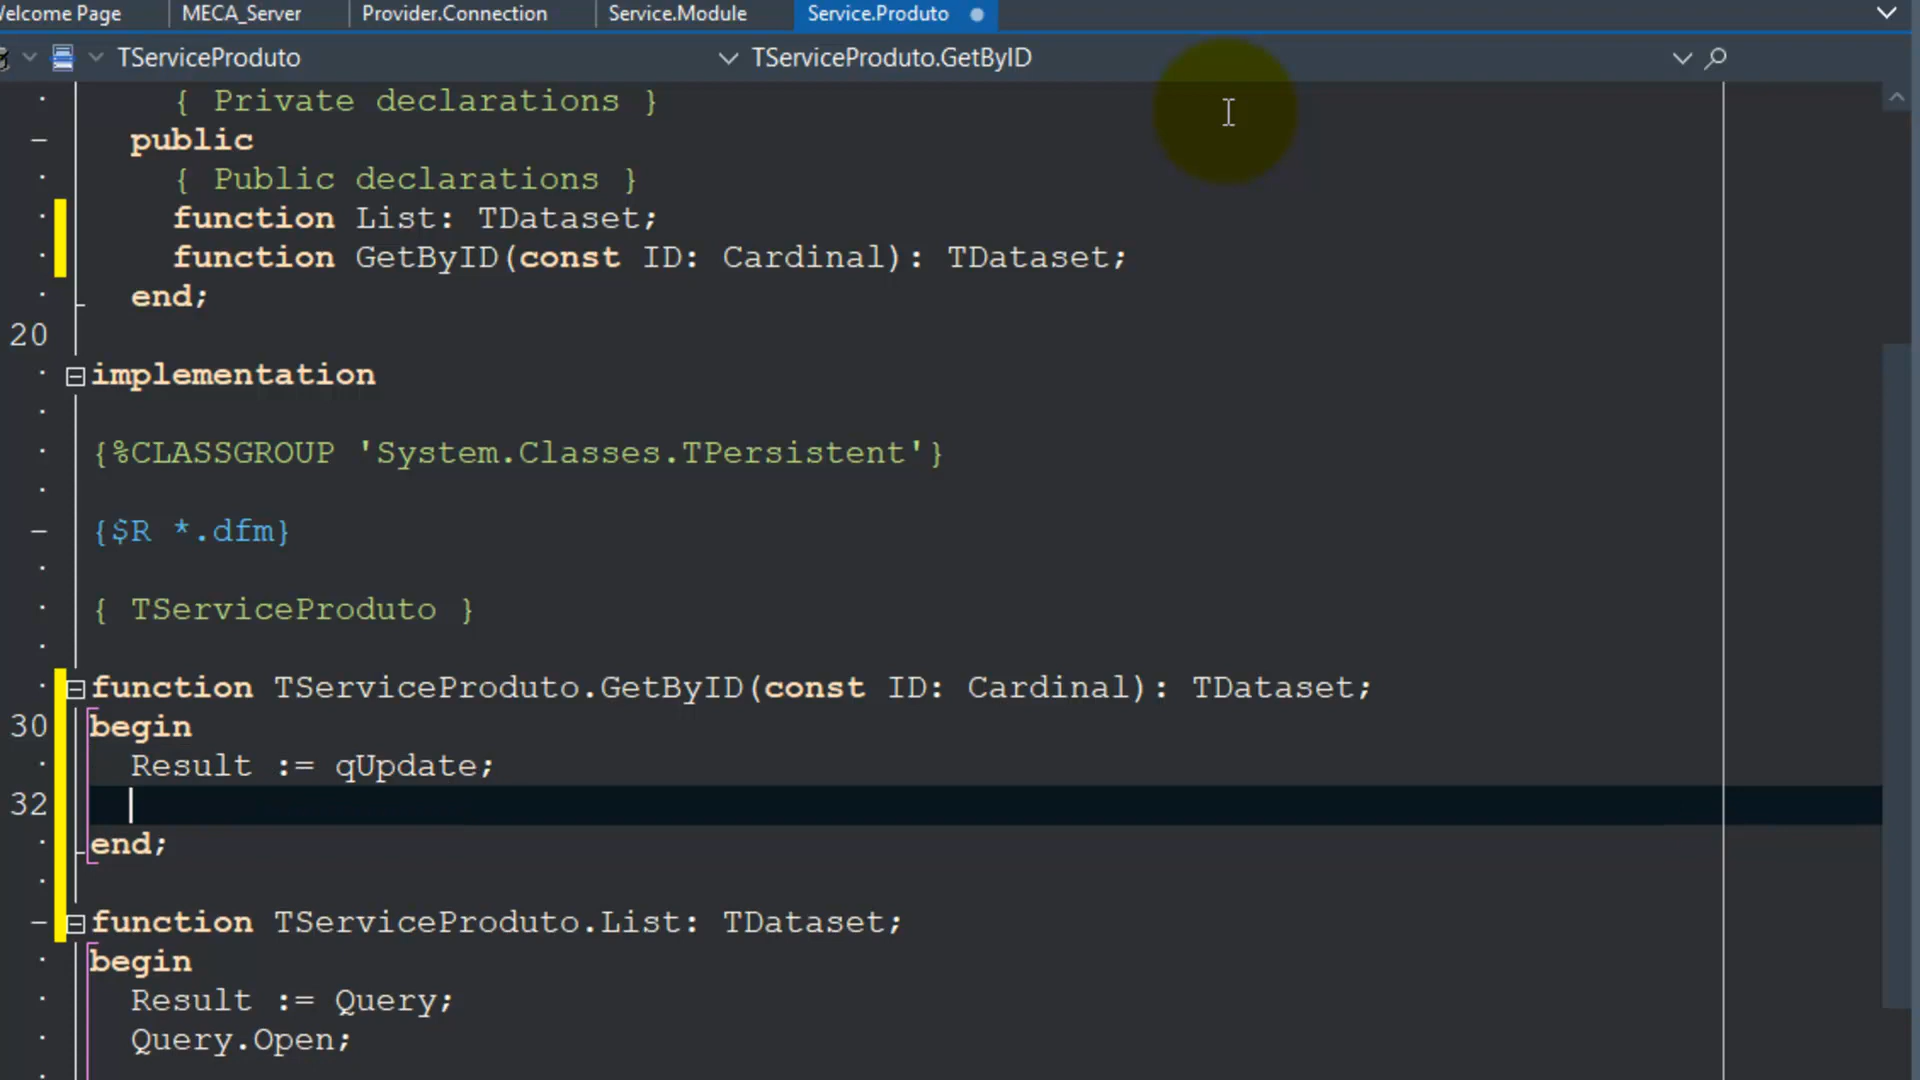 elcome Page MECA_Server Provider.Connection Service.Module Service.Produto
TServiceProduto TServiceProduto.GetByID
{ Private declarations }
public
{ Public declarations }
function List: TDataset;
function GetByID(const ID: Cardinal): TDataset;
end;
20
implementation
{%CLASSGROUP 'System.Classes.TPersistent'}
{$R *.dfm}
{ TServiceProduto }
function TServiceProduto.GetByID(const ID: Cardinal): TDataset;
30 begin
Result := qUpdate;
32
end;
function TServiceProduto.List: TDataset;
begin
Result := Query;
Query.Open;